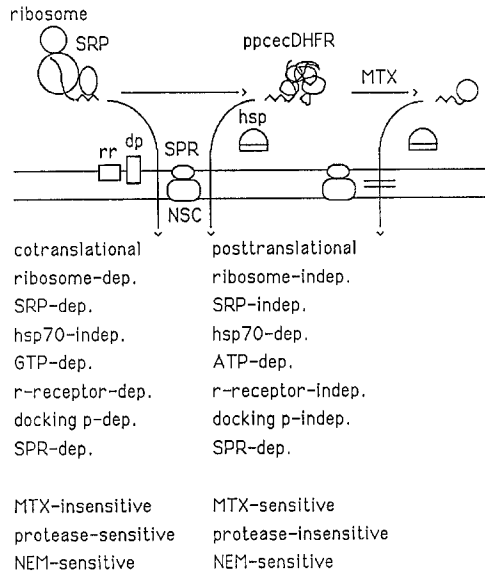 ribosome
SRP
ppcecDHFR
MTX
hsp
rr
dp
SPR
NSC
cotranslational posttranslational
ribosome-dep. ribosome-indep.
SRP-dep. SRP-indep.
hsp70-indep. hsp70-dep.
GTP-dep. ATP-dep.
r-receptor-dep. r-receptor-indep.
docking p-dep. docking p-indep.
SPR-dep. SPR-dep.
MTX-insensitive MTX-sensitive
protease-sensitive protease-insensitive
NEM-sensitive NEM-sensitive